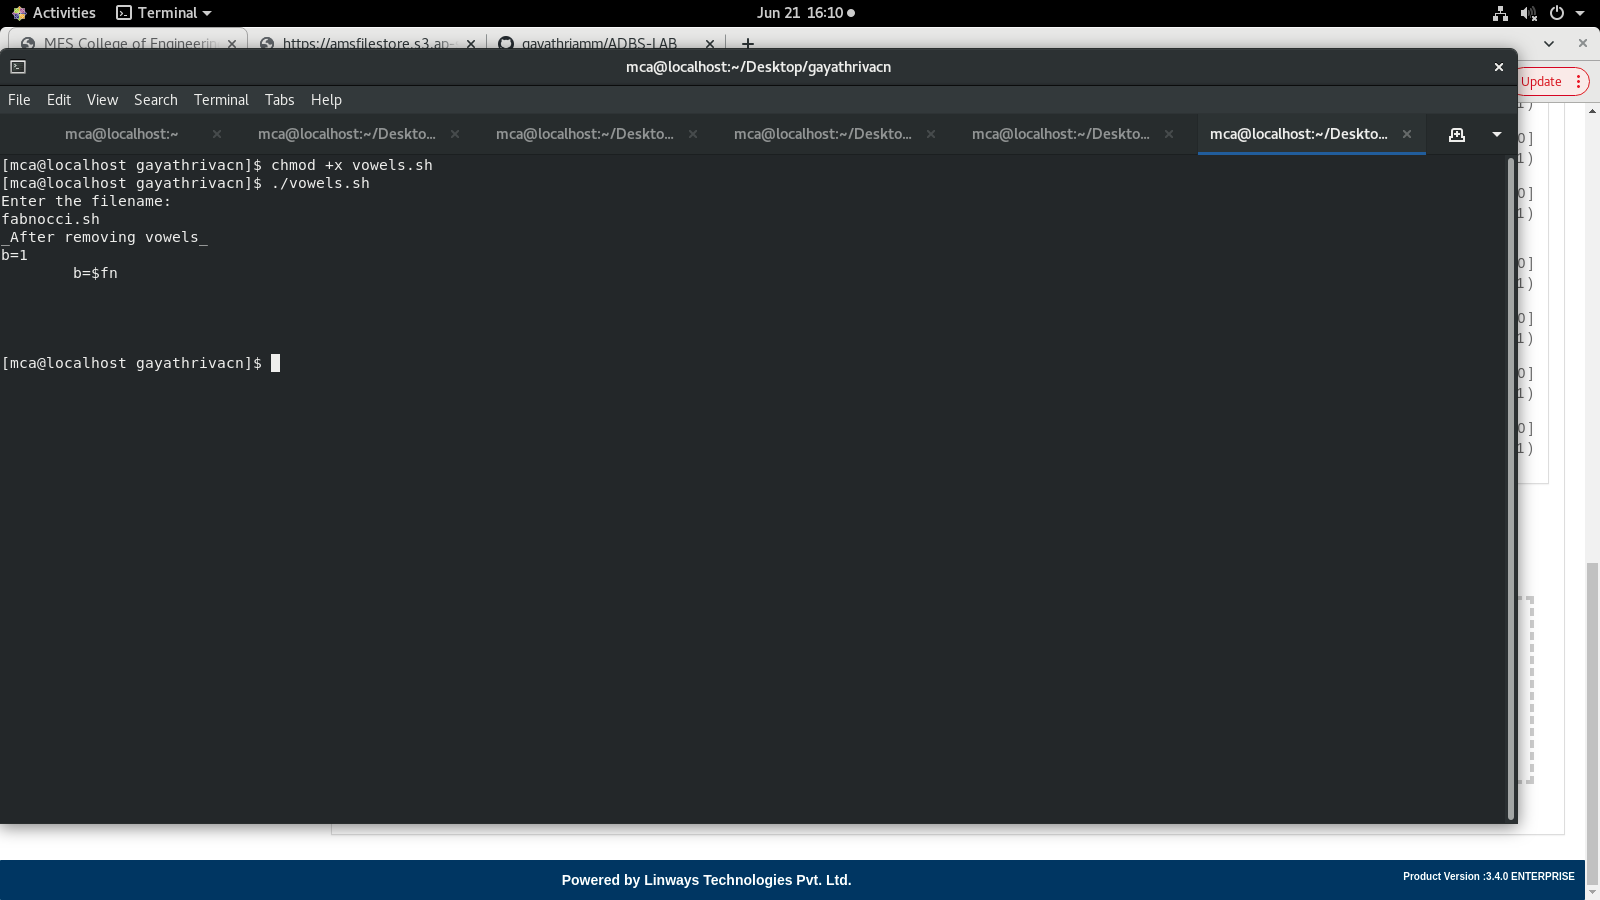 Activities Terminal Jun 21 16:10
MES College of Engineerin https://amsfilestore.s3.ap- gayathriamm/ADBS-LAB
mca@localhost:~/Desktop/gayathrivacn
Update
File Edit View Search Terminal Tabs Help
mca@localhost:~ mca@localhost:~/Deskto... mca@localhost:~/Deskto... mca@localhost:~/Deskto... mca@localhost:~/Deskto... mca@localhost:~/Deskto...
[mca@localhost gayathrivacn]$ chmod +x vowels.sh
[mca@localhost gayathrivacn]$ ./vowels.sh
Enter the filename:
fabnocci.sh
_After removing vowels_
b=1
b=$fn
[mca@localhost gayathrivacn]$
0]
1)
0]
1)
0]
1)
0]
1)
0]
1)
0]
1)
Powered by Linways Technologies Pvt. Ltd.
Product Version :3.4.0 ENTERPRISE